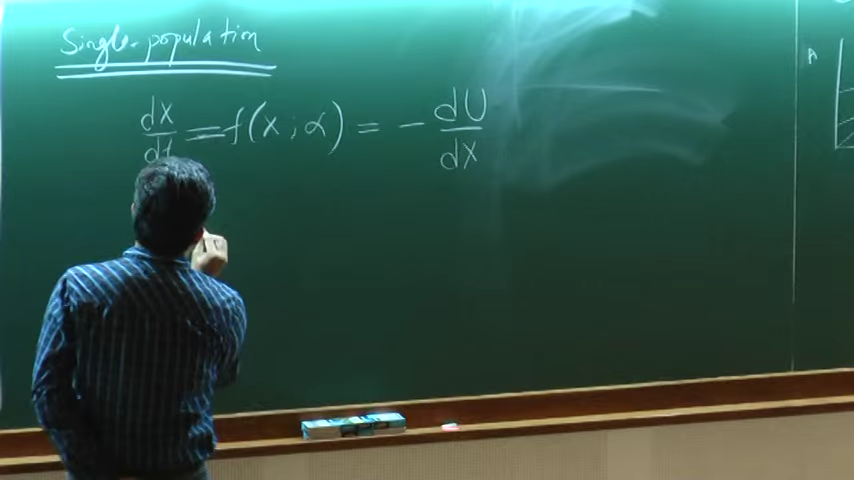 Single-population
dx/dt = f(x; α) = - dU/dx
A